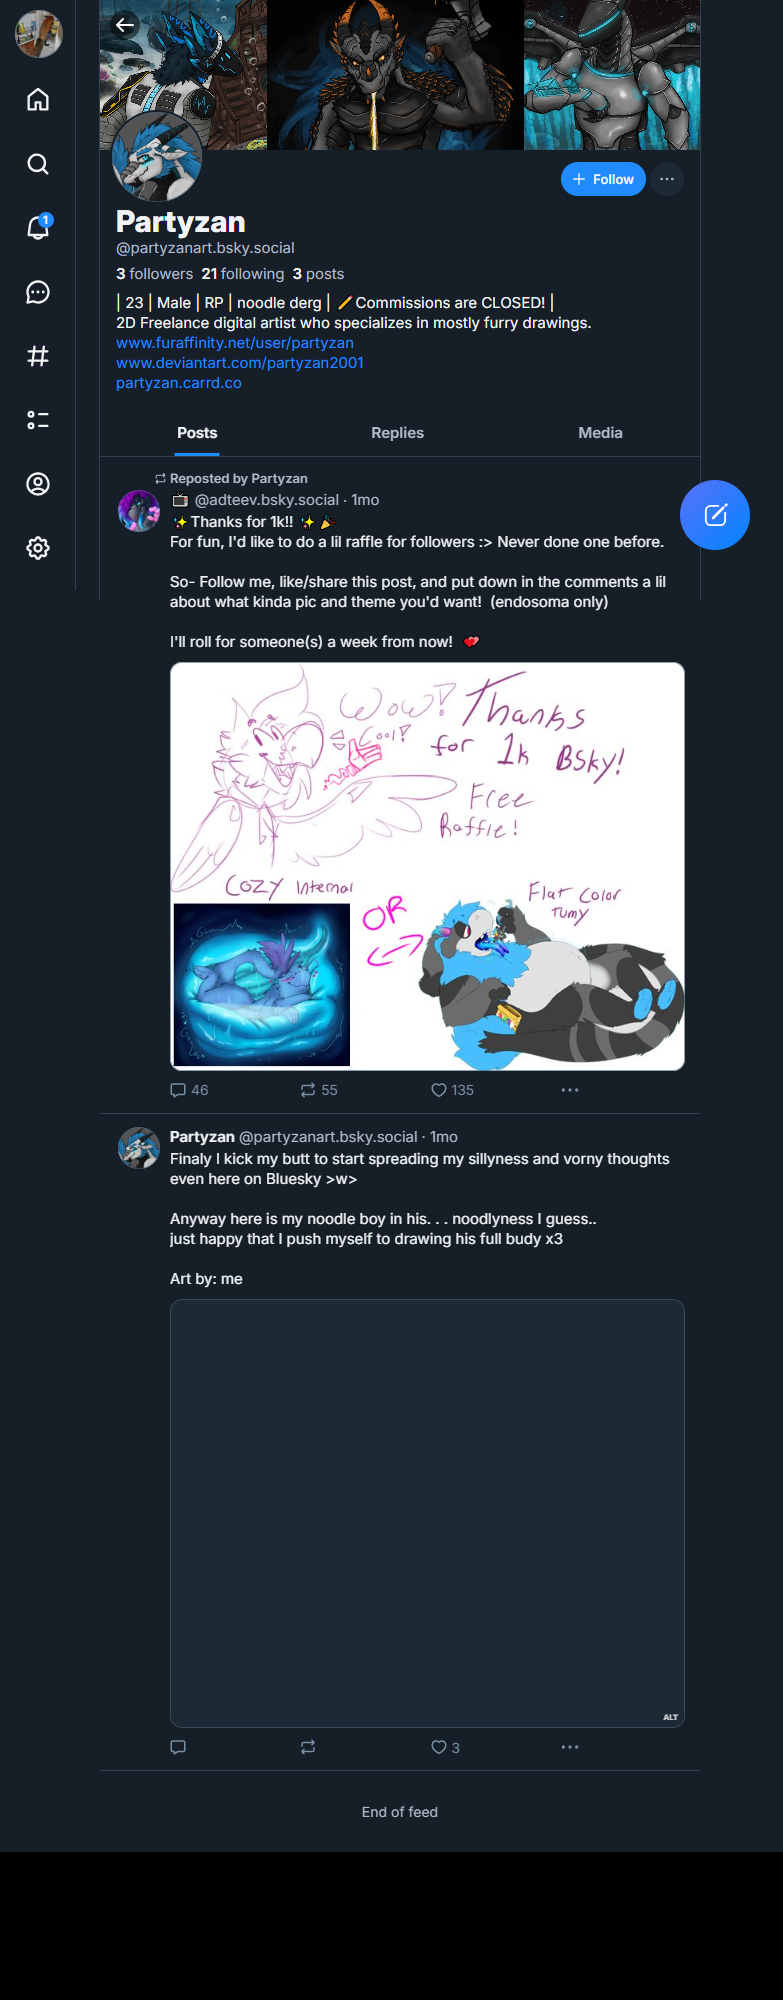 1
+ Follow
Partyzan
@partyzanart.bsky.social
3 followers 21 following 3 posts
| 23 | Male | RP | noodle derg | 🖊️ Commissions are CLOSED! |
2D Freelance digital artist who specializes in mostly furry drawings.
www.furaffinity.net/user/partyzan
www.deviantart.com/partyzan2001
partyzan.carrd.co
Posts Replies Media
Reposted by Partyzan
📺 @adteev.bsky.social · 1mo
✨Thanks for 1k!! ✨ 🎉
For fun, I'd like to do a lil raffle for followers :> Never done one before.
So- Follow me, like/share this post, and put down in the comments a lil
about what kinda pic and theme you'd want! (endosoma only)
I'll roll for someone(s) a week from now! 💕
Wow! Thanks
Cool! for 1k Bsky!
Free
Raffle!
Cozy Internal
Flat Color
Tumy
OR
46 55 135
Partyzan @partyzanart.bsky.social · 1mo
Finaly I kick my butt to start spreading my sillyness and vorny thoughts
even here on Bluesky >w>
Anyway here is my noodle boy in his. . . noodlyness I guess..
just happy that I push myself to drawing his full budy x3
Art by: me
ALT
3
End of feed